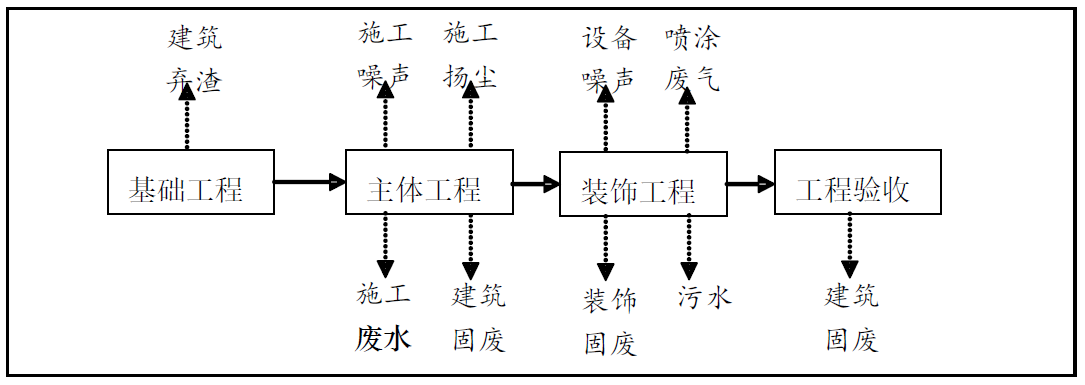 建筑
弃渣
施工
噪声
施工
扬尘
设备
噪声
喷涂
废气
基础工程
主体工程
装饰工程
工程验收
施工
废水
建筑
固废
装饰
固废
污水
建筑
固废